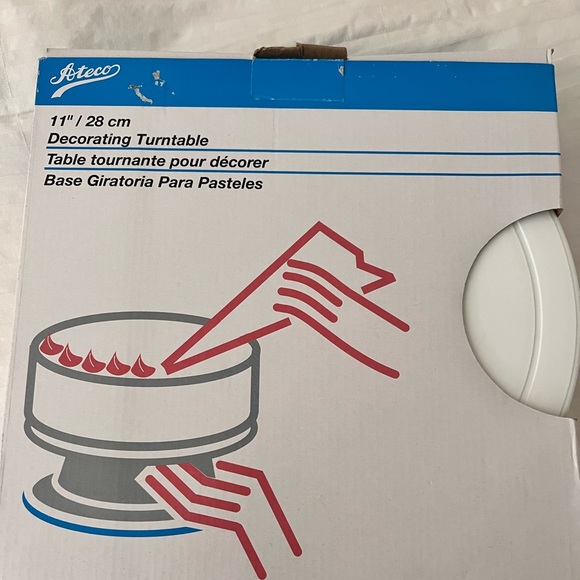 Ateco
11" / 28 cm
Decorating Turntable
Table tournante pour décorer
Base Giratoria Para Pasteles